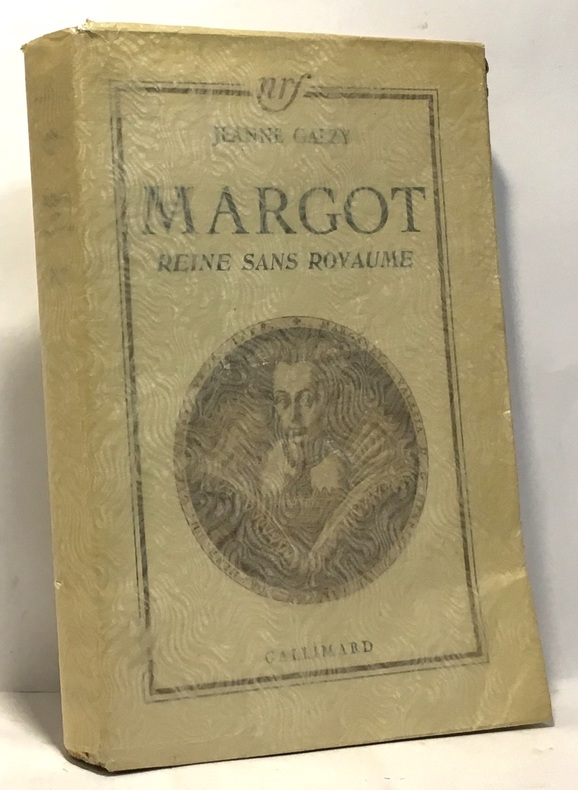 nrf
JEANNE GALZY
MARGOT
REINE SANS ROYAUME
GALLIMARD